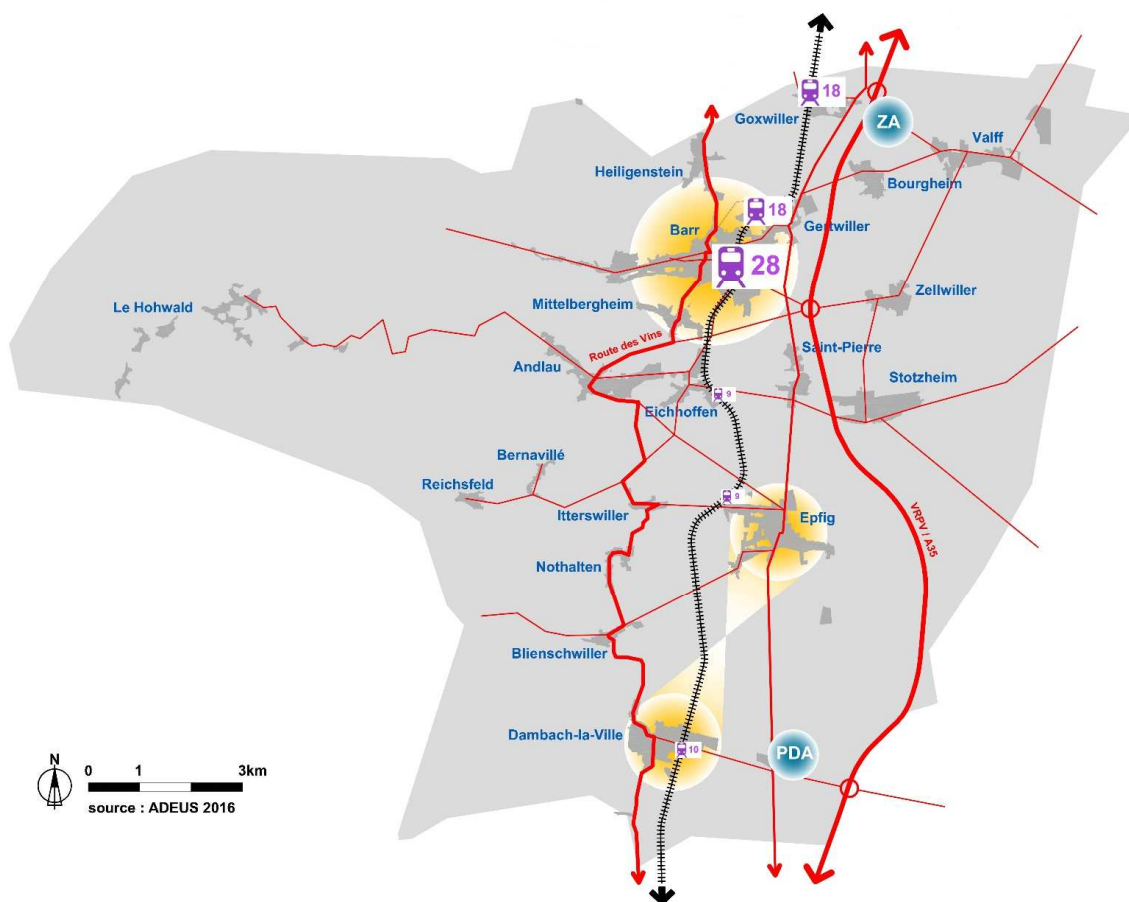 18
Goxwiller
ZA
Valff
Heiligenstein
Bourgheim
18
Barr
Gertwiller
28
Le Hohwald
Mittelbergheim
Zellwiller
Route des Vins
Saint-Pierre
Andlau
Stotzheim
9
Eichhoffen
Bernavillé
Reichsfeld
9
Itterswiller
Epfig
VRPV / A35
Nothalten
Blienschwiller
Dambach-la-Ville
10
PDA
N
0 1 3km
source : ADEUS 2016